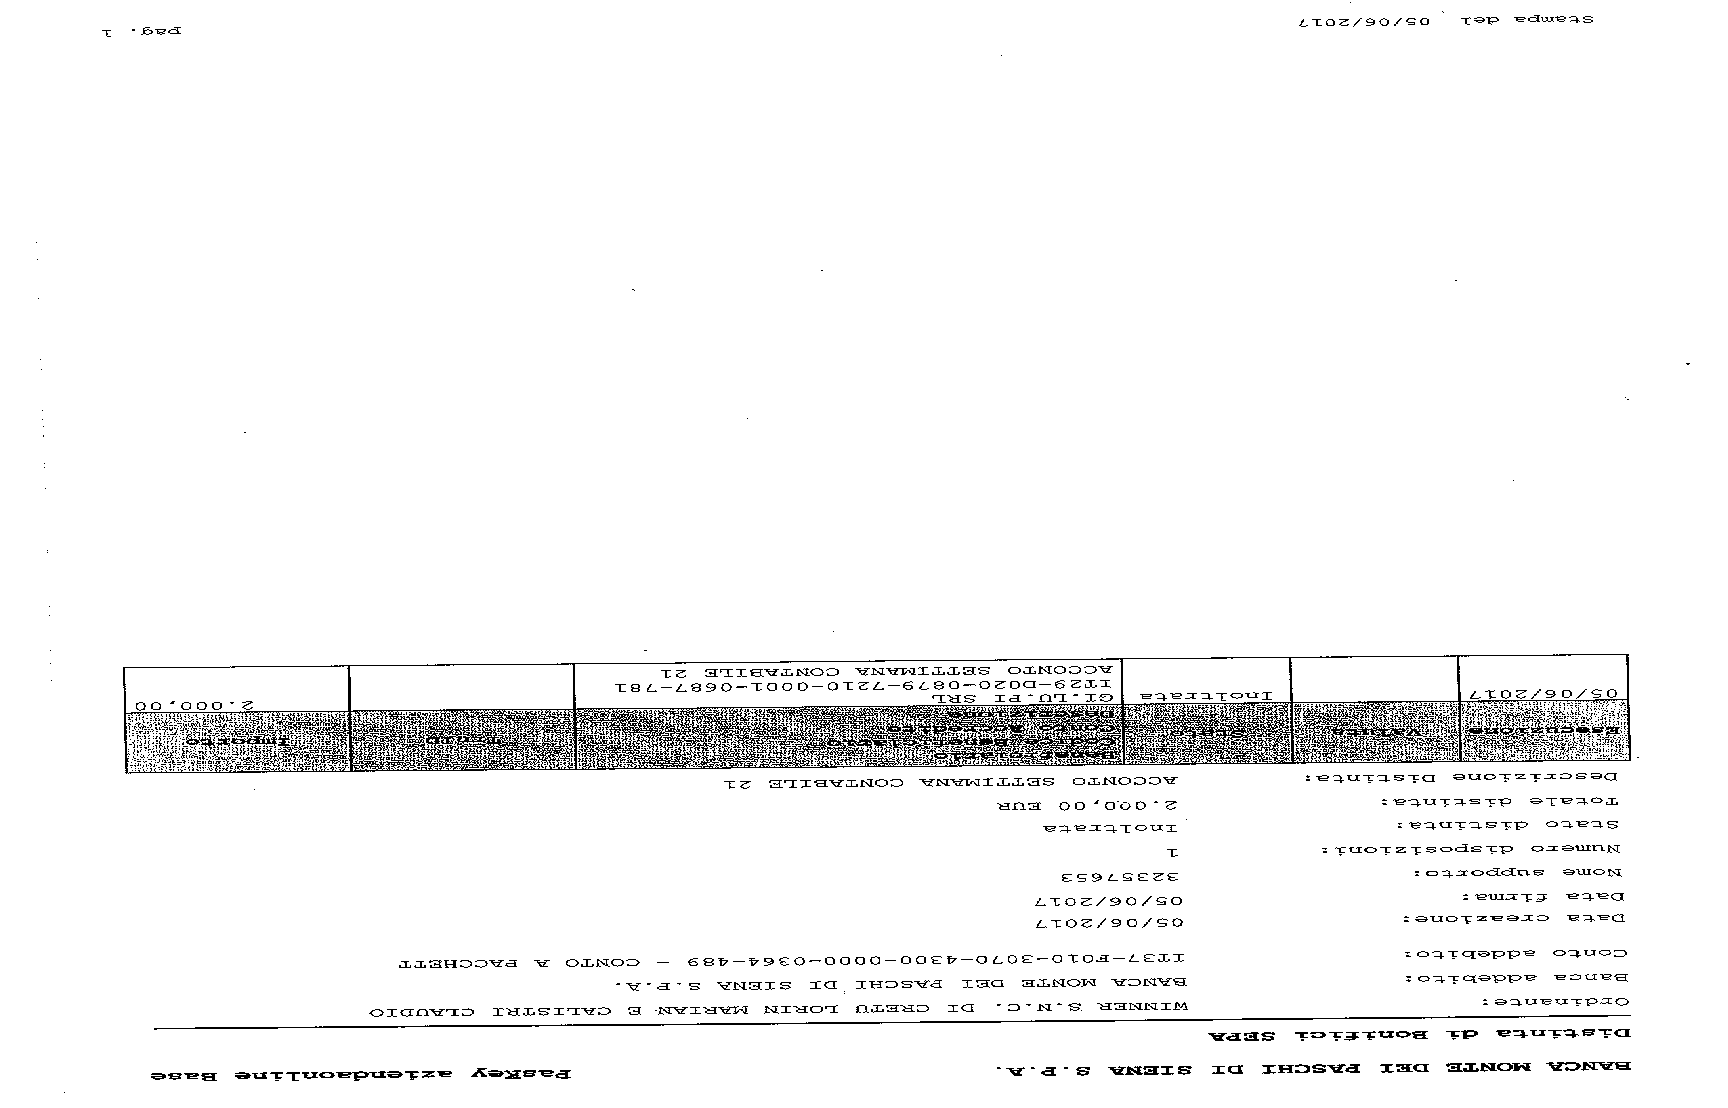 BANCA MONTE DEI PASCHI DI SIENA S.P.A. PasKey aziendaonline Base
Distinta di Bonifici SEPA
Ordinante: WINNER S.N.C. DI CRETU LORIN MARIAN E CALISTRI CLAUDIO
Banca addebito: BANCA MONTE DEI PASCHI DI SIENA S.P.A.
Conto addebito: IT37-F010-3070-4300-0000-0364-489 - CONTO A PACCHETT
Data creazione: 05/06/2017
Data firma: 05/06/2017
Nome supporto: 32357653
Numero disposizioni: 1
Stato distinta: Inoltrata
Totale distinta: 2.000,00 EUR
Descrizione Distinta: ACCONTO SETTIMANA CONTABILE 21
Esecuzione Valuta Stato Importo
05/06/2017 Inoltrata GI.LU.PI SRL 2.000,00
IT29-D020-0879-7210-0001-0687-781
ACCONTO SETTIMANA CONTABILE 21
Stampa del 05/06/2017 pag. 1